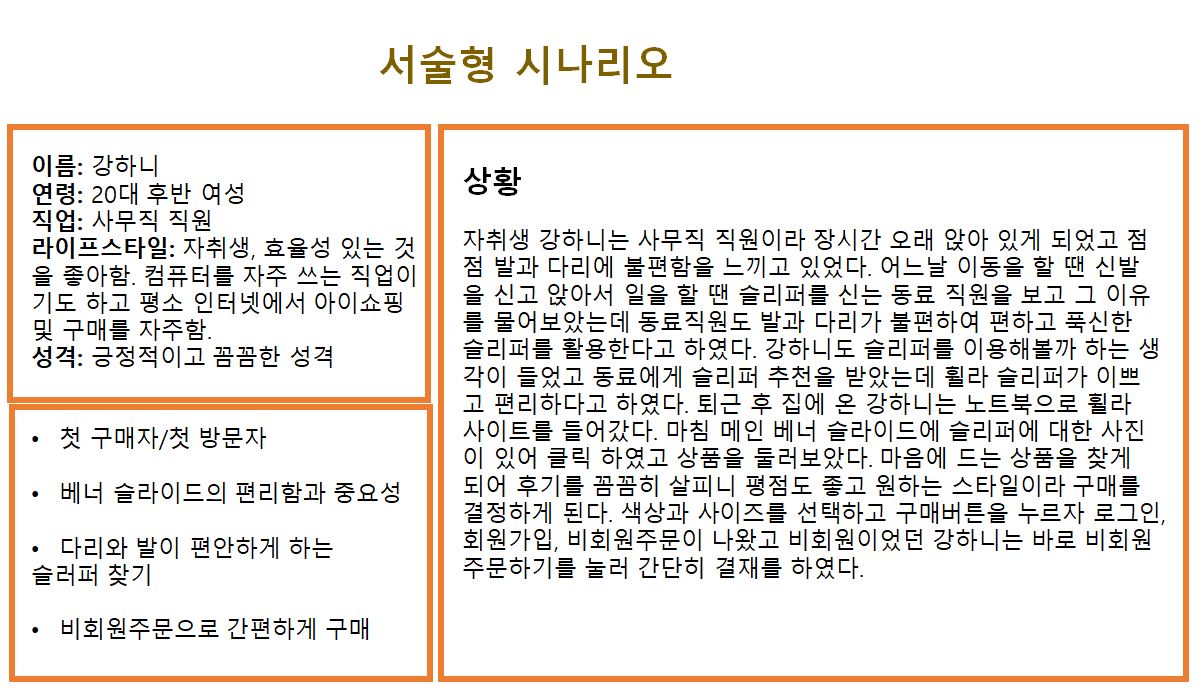 서술형 시나리오
이름: 강하니
연령: 20대 후반 여성
직업: 사무직 직원
라이프스타일: 자취생, 효율성 있는 것
을 좋아함. 컴퓨터를 자주 쓰는 직업이
기도 하고 평소 인터넷에서 아이쇼핑
및 구매를 자주함.
성격: 긍정적이고 꼼꼼한 성격
• 첫 구매자/첫 방문자
• 베너 슬라이드의 편리함과 중요성
• 다리와 발이 편안하게 하는
슬러퍼 찾기
• 비회원주문으로 간편하게 구매
상황
자취생 강하니는 사무직 직원이라 장시간 오래 앉아 있게 되었고 점
점 발과 다리에 불편함을 느끼고 있었다. 어느날 이동을 할 땐 신발
을 신고 앉아서 일을 할 땐 슬리퍼를 신는 동료 직원을 보고 그 이유
를 물어보았는데 동료직원도 발과 다리가 불편하여 편하고 푹신한
슬리퍼를 활용한다고 하였다. 강하니도 슬리퍼를 이용해볼까 하는 생
각이 들었고 동료에게 슬리퍼 추천을 받았는데 휠라 슬리퍼가 이쁘
고 편리하다고 하였다. 퇴근 후 집에 온 강하니는 노트북으로 휠라
사이트를 들어갔다. 마침 메인 베너 슬라이드에 슬리퍼에 대한 사진
이 있어 클릭 하였고 상품을 둘러보았다. 마음에 드는 상품을 찾게
되어 후기를 꼼꼼히 살피니 평점도 좋고 원하는 스타일이라 구매를
결정하게 된다. 색상과 사이즈를 선택하고 구매버튼을 누르자 로그인,
회원가입, 비회원주문이 나왔고 비회원이었던 강하니는 바로 비회원
주문하기를 눌러 간단히 결재를 하였다.